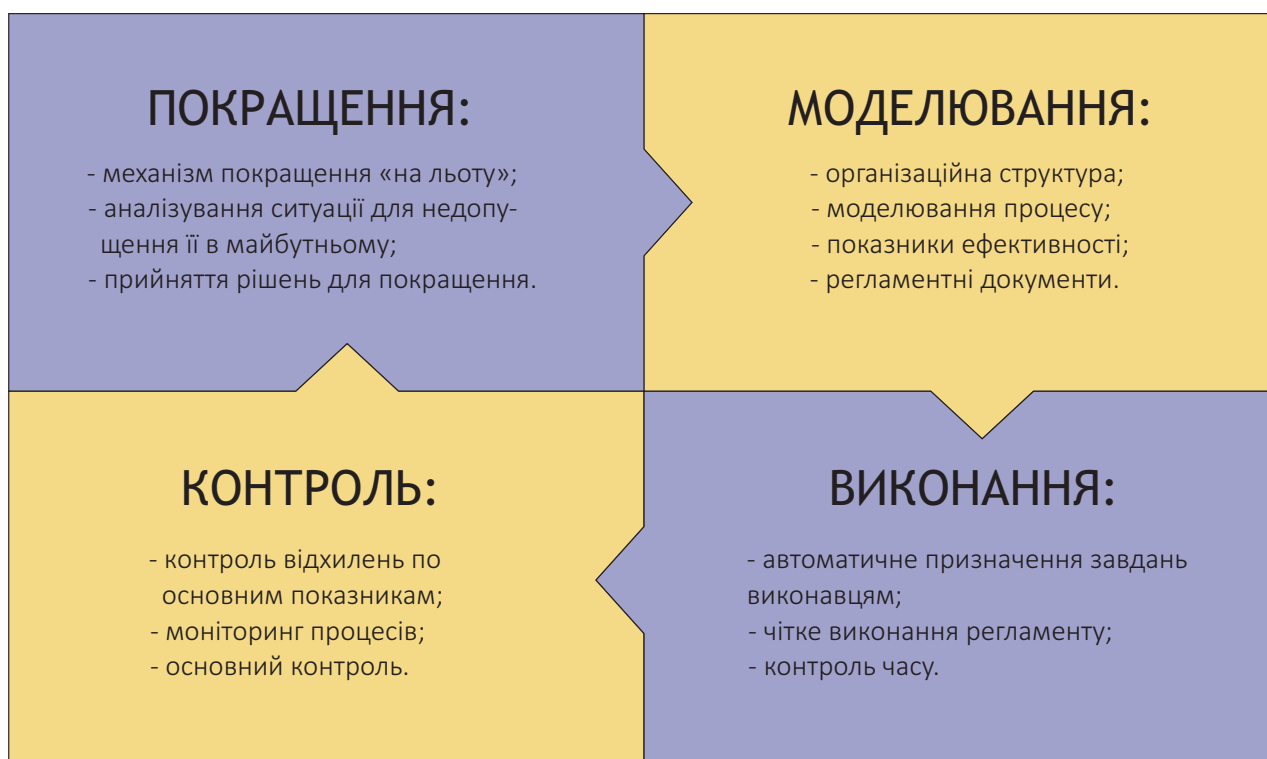 ПОКРАЩЕННЯ:
- механізм покращення «на льоту»;
- аналізування ситуації для недопу-
щення її в майбутньому;
- прийняття рішень для покращення.
МОДЕЛЮВАННЯ:
- організаційна структура;
- моделювання процесу;
- показники ефективності;
- регламентні документи.
КОНТРОЛЬ:
- контроль відхилень по
основним показникам;
- моніторинг процесів;
- основний контроль.
ВИКОНАННЯ:
- автоматичне призначення завдань
виконавцям;
- чітке виконання регламенту;
- контроль часу.